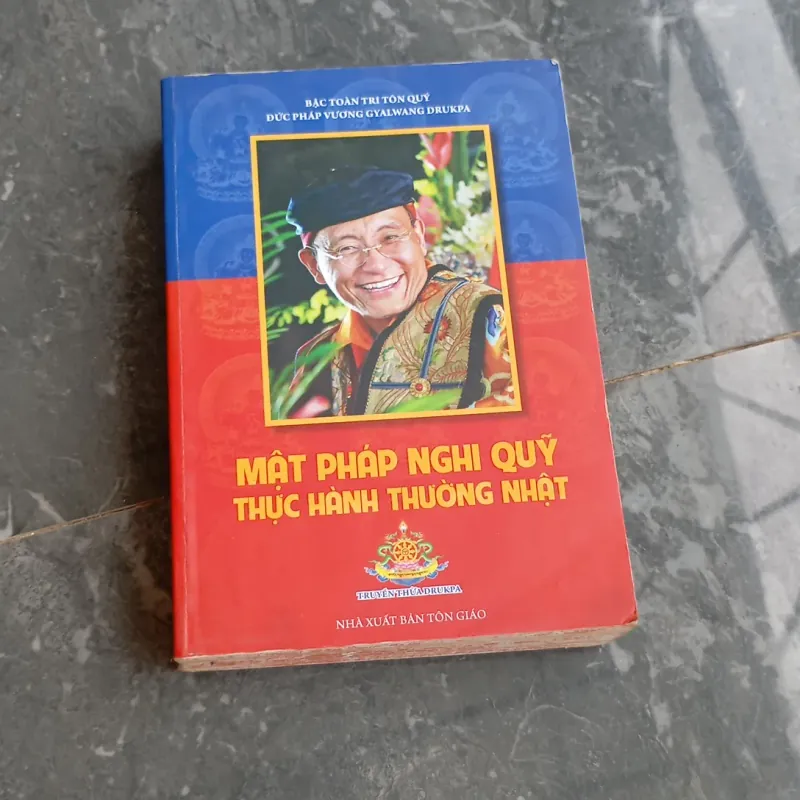 BẬC TOÀN TRI TÔN QUÝ
ĐỨC PHÁP VƯƠNG GYALWANG DRUKPA
MẬT PHÁP NGHI QUỸ
THỰC HÀNH THƯỜNG NHẬT
TRUYỀN THỪA DRUKPA
NHÀ XUẤT BẢN TÔN GIÁO